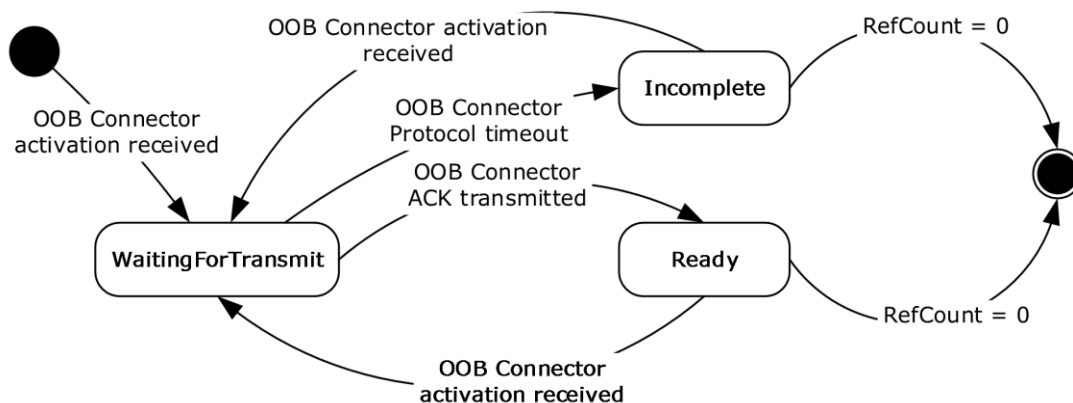 OOB Connector activation
received
RefCount = 0
Incomplete
OOB Connector
Protocol timeout
OOB Connector
activation received
OOB Connector
ACK transmitted
WaitingForTransmit
Ready
RefCount = 0
OOB Connector
activation received